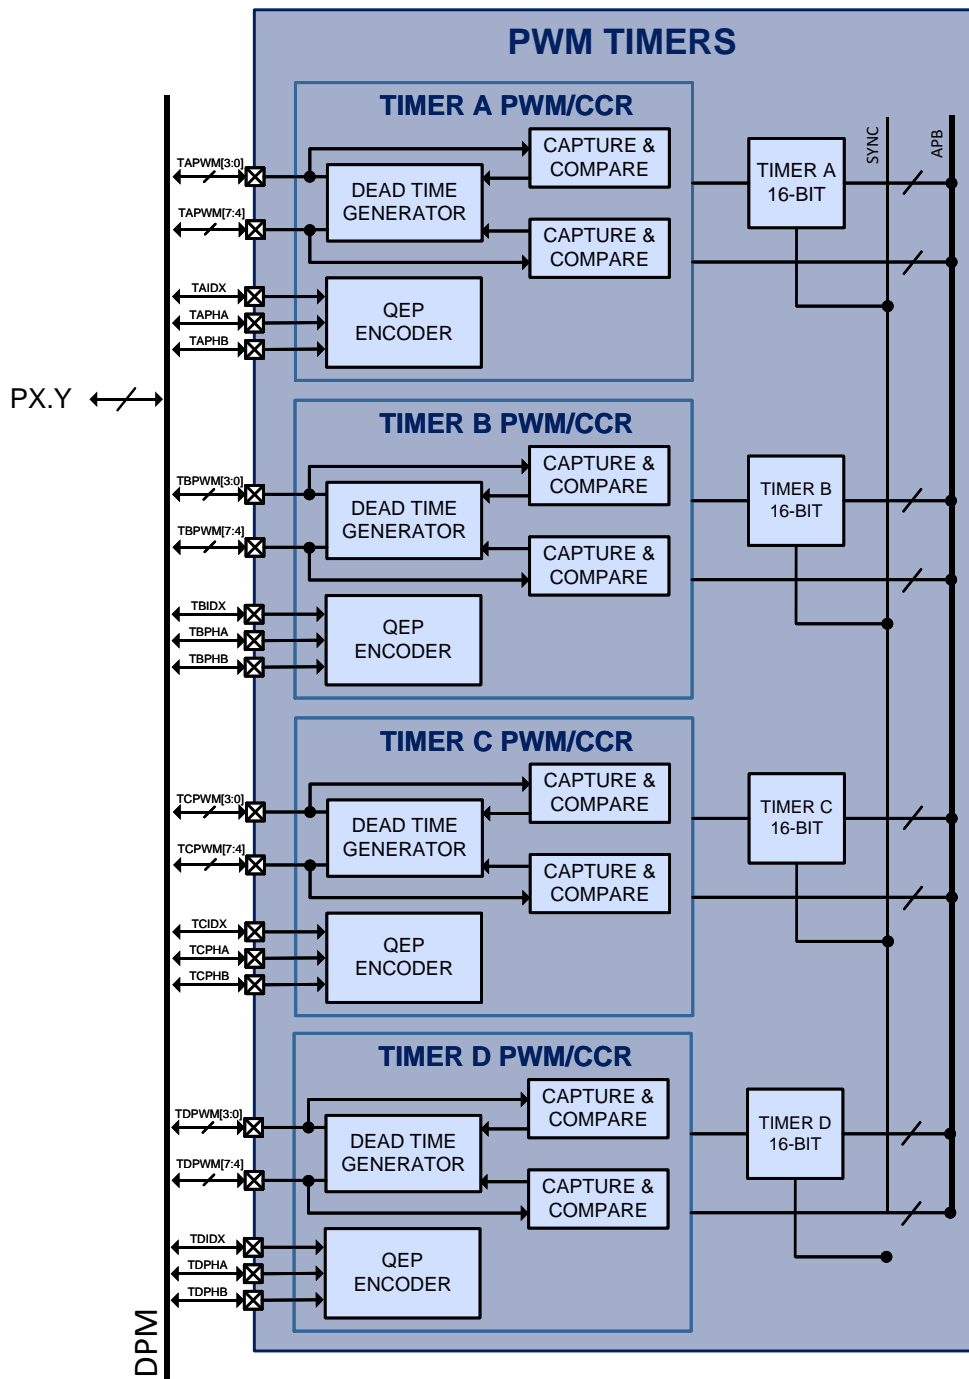 PWM TIMERS
TIMER A PWM/CCR
SYNC
APB
TAPWM[3:0]
CAPTURE &
COMPARE
DEAD TIME
GENERATOR
TIMER A
16-BIT
TAPWM[7:4]
CAPTURE &
COMPARE
TAIDX
TAPHA
TAPHB
QEP
ENCODER
PX.Y
TIMER B PWM/CCR
TBPWM[3:0]
CAPTURE &
COMPARE
DEAD TIME
GENERATOR
TIMER B
16-BIT
TBPWM[7:4]
CAPTURE &
COMPARE
TBIDX
TBPHA
TBPHB
QEP
ENCODER
TIMER C PWM/CCR
TCPWM[3:0]
CAPTURE &
COMPARE
DEAD TIME
GENERATOR
TIMER C
16-BIT
TCPWM[7:4]
CAPTURE &
COMPARE
TCIDX
TCPHA
TCPHB
QEP
ENCODER
TIMER D PWM/CCR
TDPWM[3:0]
CAPTURE &
COMPARE
DEAD TIME
GENERATOR
TIMER D
16-BIT
TDPWM[7:4]
CAPTURE &
COMPARE
TDIDX
TDPHA
TDPHB
QEP
ENCODER
DPM